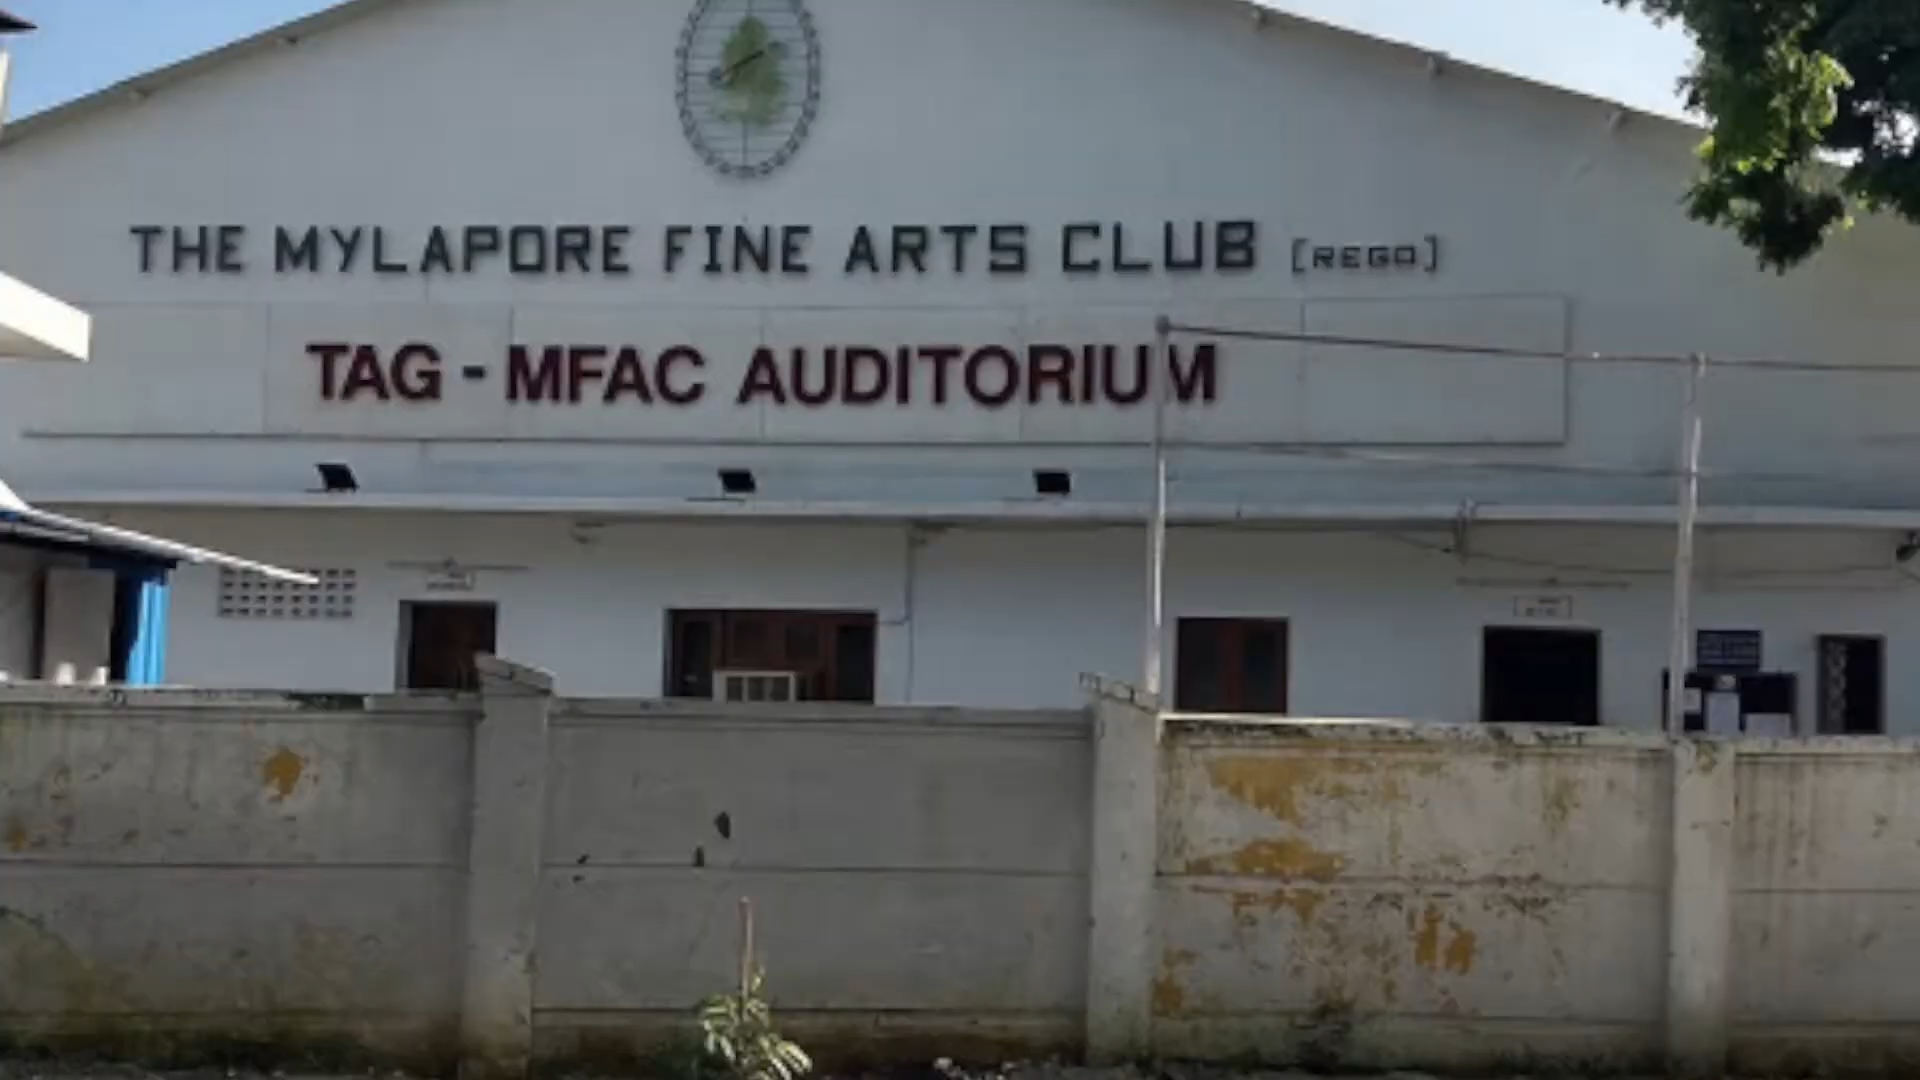 THE MYLAPORE FINE ARTS CLUB [REGD]
TAG - MFAC AUDITORIUM